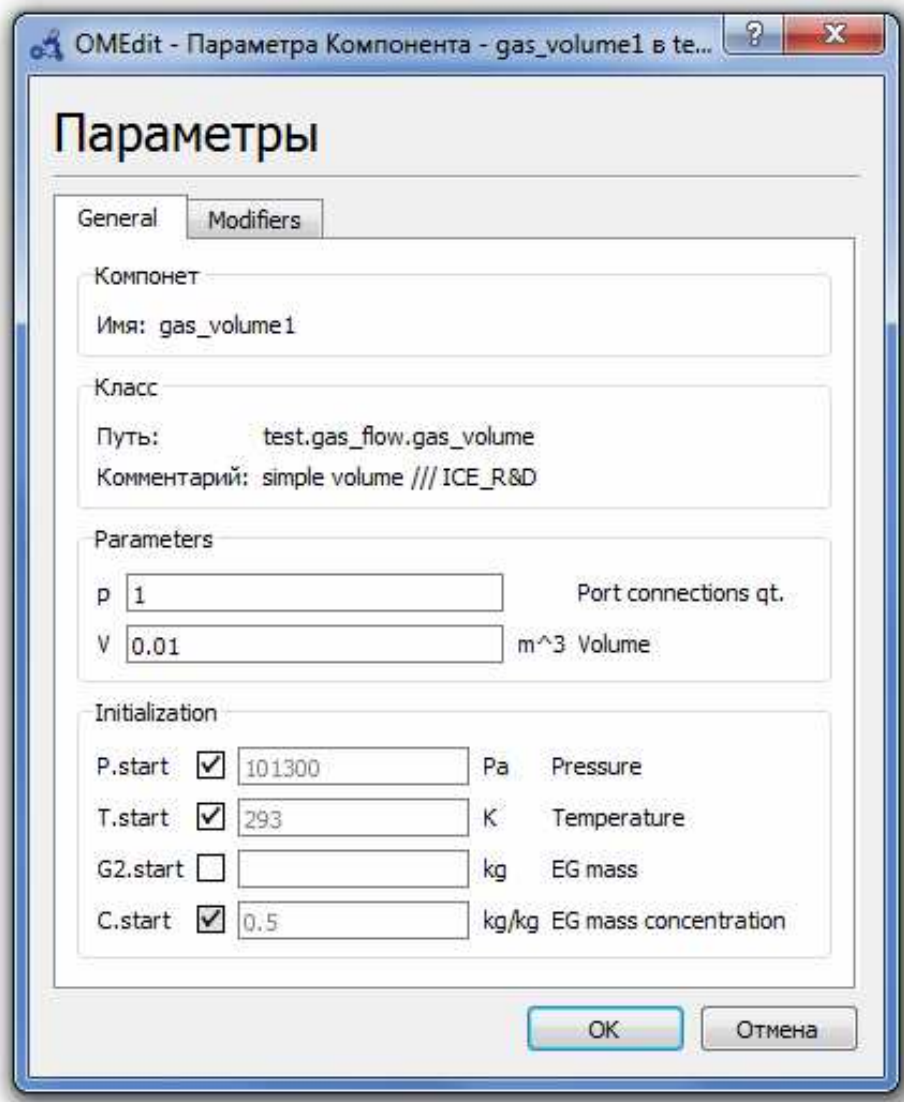 OMEdit - Параметра Компонента - gas_volume1 в te...
Параметры
General Modifiers
Компонет
Имя: gas_volume1
Класс
Путь: test.gas_flow.gas_volume
Комментарий: simple volume /// ICE_R&D
Parameters
p 1 Port connections qt.
V 0.01 m^3 Volume
Initialization
P.start 101300 Pa Pressure
T.start 293 K Temperature
G2.start kg EG mass
C.start 0.5 kg/kg EG mass concentration
OK Отмена